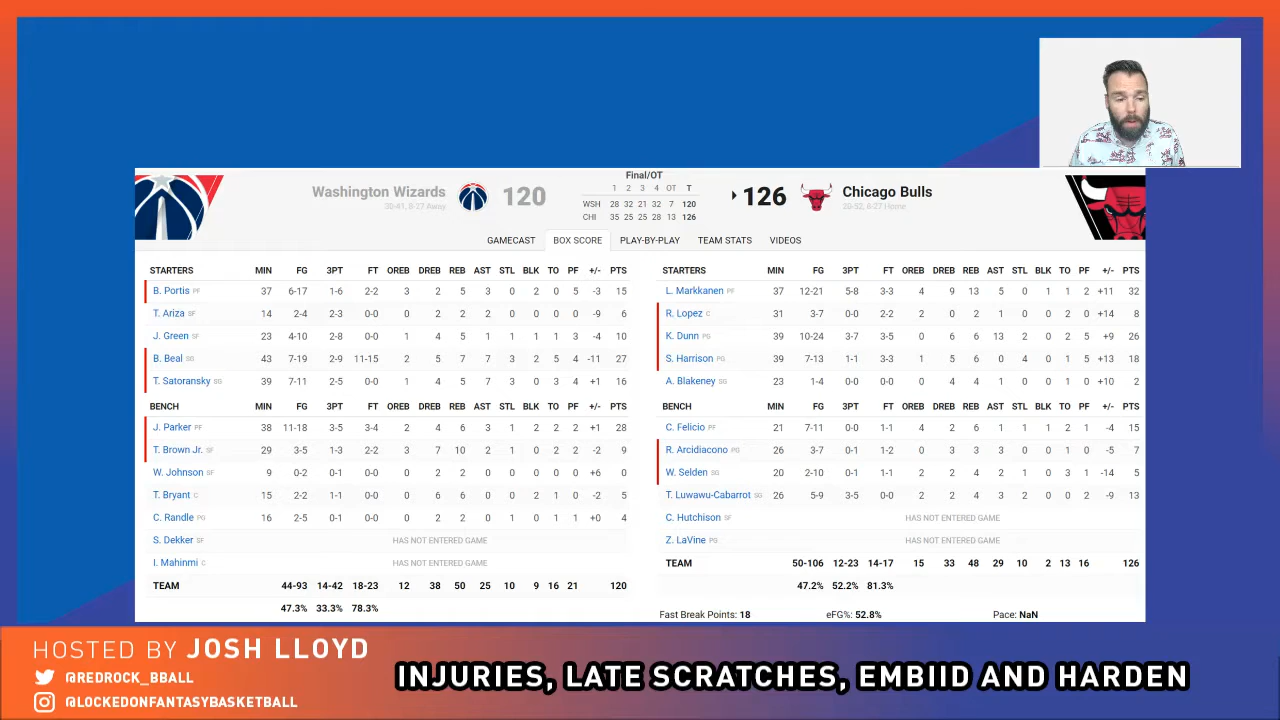 Final/OT
Washington Wizards 120
1 2 3 4 OT T
WSH 28 32 21 32 7 120
CHI 35 25 25 28 13 126
126 Chicago Bulls
GAMECAST BOX SCORE PLAY-BY-PLAY TEAM STATS VIDEOS
STARTERS MIN FG 3PT FT OREB DREB REB AST STL BLK TO PF +/- PTS
B. Portis PF 37 6-17 1-6 2-2 3 2 5 3 0 2 0 5 -3 15
T. Ariza SF 14 2-4 2-3 0-0 0 2 2 2 0 0 0 0 -9 6
J. Green SF 23 4-10 2-8 0-0 1 4 5 1 1 1 1 3 -4 10
B. Beal SG 43 7-19 2-9 11-15 2 5 7 7 3 2 5 4 -11 27
T. Satoransky SG 39 7-11 2-5 0-0 1 4 5 7 3 0 3 4 +1 16
BENCH MIN FG 3PT FT OREB DREB REB AST STL BLK TO PF +/- PTS
J. Parker PF 38 11-18 3-5 3-4 2 4 6 3 1 2 2 2 +1 28
T. Brown Jr. SF 29 3-5 1-3 2-2 3 7 10 2 1 0 2 2 -2 9
W. Johnson SF 9 0-2 0-1 0-0 0 2 2 0 0 0 0 0 +6 0
T. Bryant C 15 2-2 1-1 0-0 0 6 6 0 0 2 1 0 -2 5
C. Randle PG 16 2-5 0-1 0-0 0 2 2 0 1 0 1 1 +0 4
S. Dekker SF HAS NOT ENTERED GAME
I. Mahinmi C HAS NOT ENTERED GAME
TEAM 44-93 14-42 18-23 12 38 50 25 10 9 16 21 120
47.3% 33.3% 78.3%
STARTERS MIN FG 3PT FT OREB DREB REB AST STL BLK TO PF +/- PTS
L. Markkanen PF 37 12-21 5-8 3-3 4 9 13 5 0 1 1 2 +11 32
R. Lopez C 31 3-7 0-0 2-2 2 0 2 1 0 0 2 0 +14 8
K. Dunn PG 39 10-24 3-7 3-5 0 6 6 13 2 0 2 5 +9 26
S. Harrison PG 39 7-13 1-1 3-3 1 5 6 0 4 0 1 5 +13 18
A. Blakeney SG 23 1-4 0-0 0-0 0 4 4 1 0 0 1 0 +10 2
BENCH MIN FG 3PT FT OREB DREB REB AST STL BLK TO PF +/- PTS
C. Felicio PF 21 7-11 0-0 1-1 4 2 6 1 1 1 2 1 -4 15
R. Arcidiacono PG 26 3-7 0-1 1-2 0 3 3 3 0 0 0 1 -5 7
W. Selden SG 20 2-10 0-1 1-1 2 2 4 2 1 0 3 1 -14 5
T. Luwawu-Cabarrot SG 26 5-9 3-5 0-0 2 2 4 3 2 0 0 2 -9 13
C. Hutchison SF HAS NOT ENTERED GAME
Z. LaVine PG HAS NOT ENTERED GAME
TEAM 50-106 12-23 14-17 15 33 48 29 10 2 13 16 126
47.2% 52.2% 81.3%
Fast Break Points: 18 eFG%: 52.8% Pace: NaN
HOSTED BY JOSH LLOYD
@REDROCK_BBALL
@LOCKEDONFANTASYBASKETBALL
INJURIES, LATE SCRATCHES, EMBIID AND HARDEN